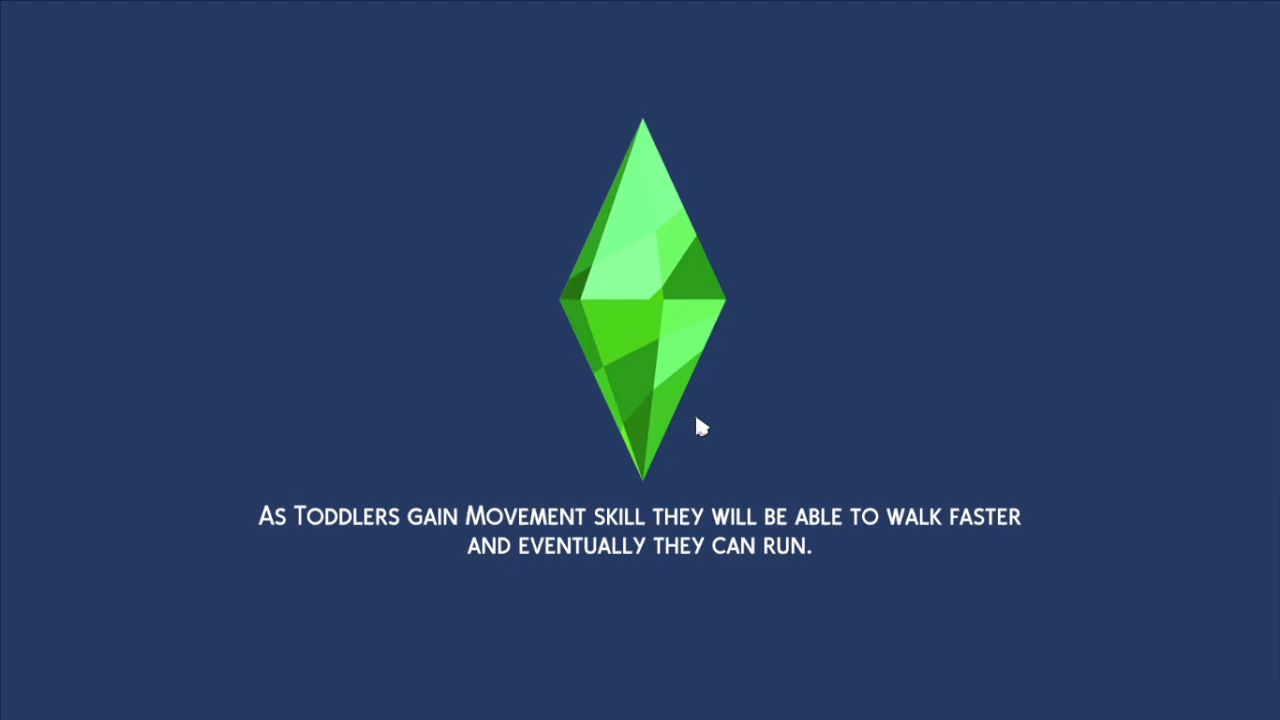 As Toddlers gain Movement skill they will be able to walk faster
and eventually they can run.